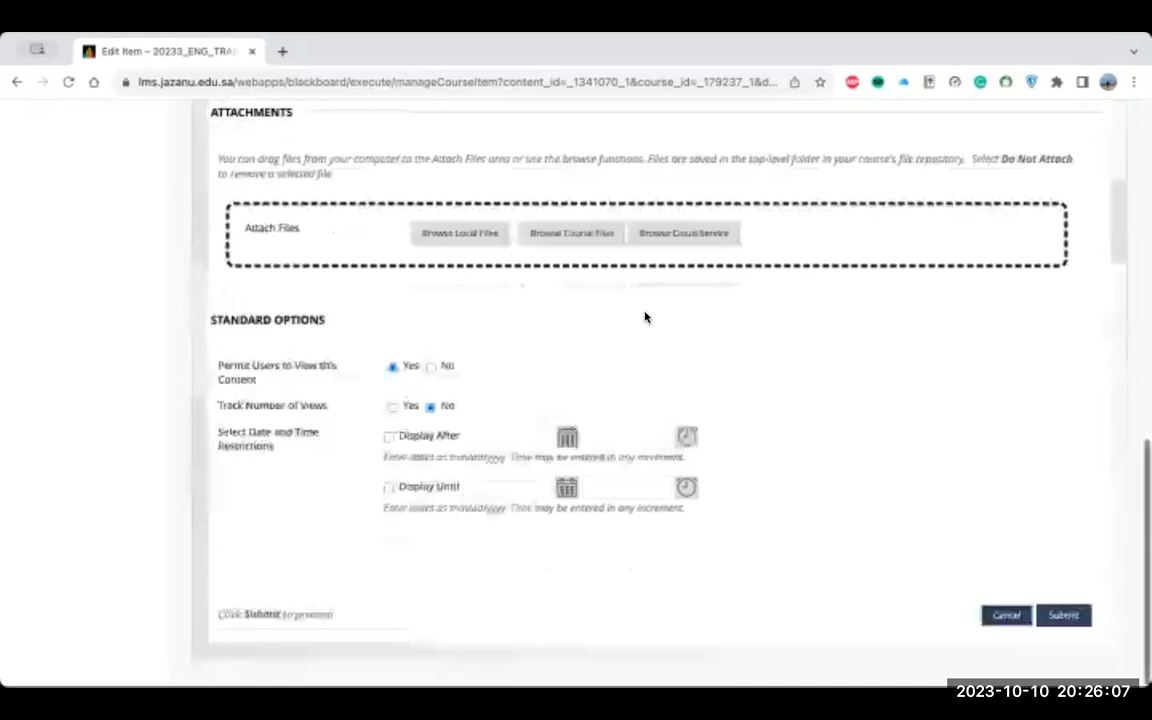 Edit Item – 20233_ENG_TRA
lms.jazanu.edu.sa/webapps/blackboard/execute/manageCourseItem?content_id=_1341070_1&course_id=_179237_1&d...
ATTACHMENTS
You can drag files from your computer to the Attach Files area or use the browse functions. Files are saved in the top-level folder in your course's file repository. Select Do Not Attach
to remove a selected file
Attach Files
Browse Local Files
Browse Course Files
Browse Cloud Service
STANDARD OPTIONS
Permit Users to View this
Content
Yes No
Track Number of Views
Yes No
Select Date and Time
Restrictions
Display After
Enter dates as mm/dd/yyyy. Time may be entered in any increment.
Display Until
Enter dates as mm/dd/yyyy. Time may be entered in any increment.
Click Submit to proceed
Cancel
Submit
2023-10-10 20:26:07